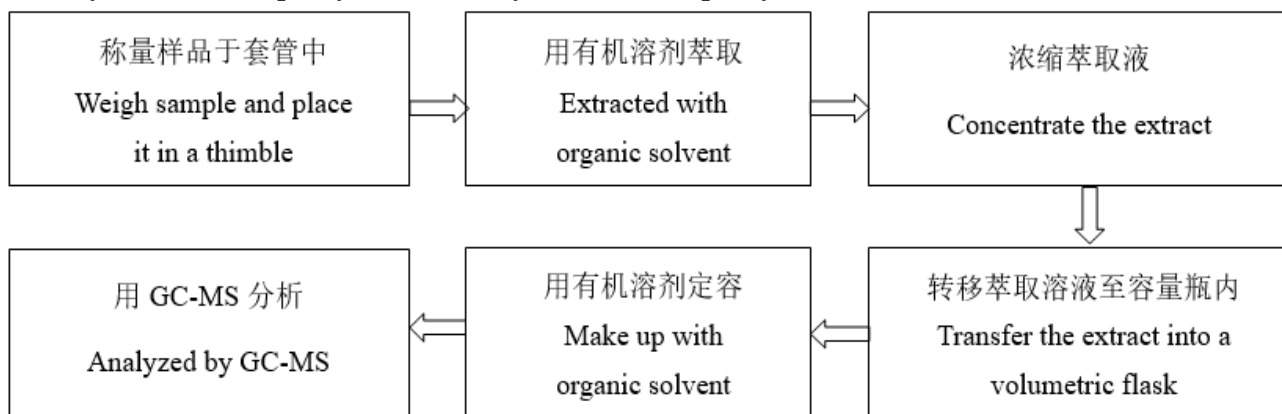 称量样品于套管中
Weigh sample and place
it in a thimble
用有机溶剂萃取
Extracted with
organic solvent
浓缩萃取液
Concentrate the extract
转移萃取溶液至容量瓶内
Transfer the extract into a
volumetric flask
用有机溶剂定容
Make up with
organic solvent
用 GC-MS 分析
Analyzed by GC-MS